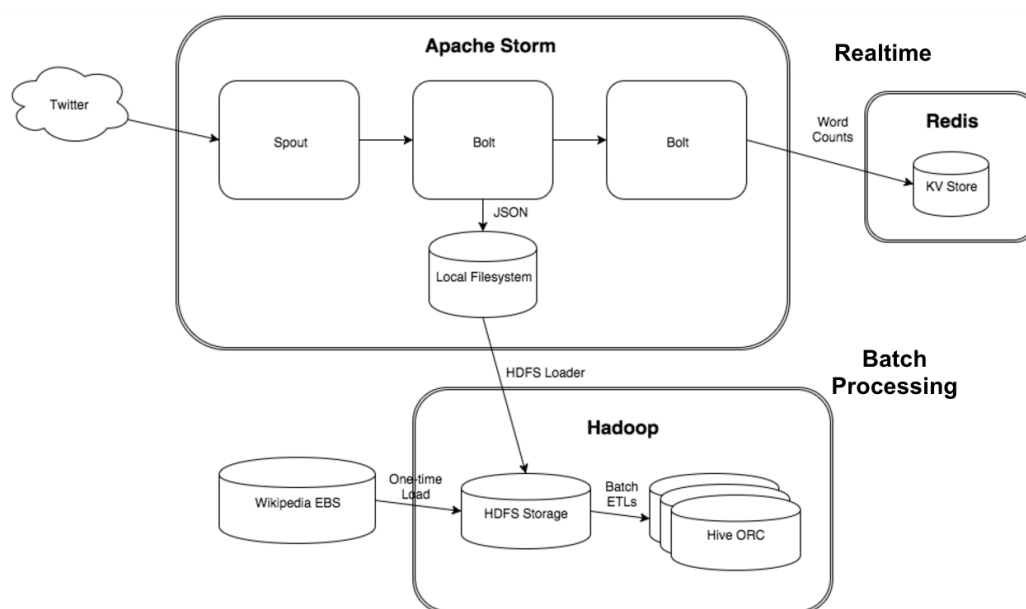 Apache Storm
Realtime
Twitter
Spout
Bolt
Bolt
Word
Counts
Redis
KV Store
JSON
Local Filesystem
HDFS Loader
Batch
Processing
Hadoop
Wikipedia EBS
One-time
Load
HDFS Storage
Batch
ETLs
Hive ORC